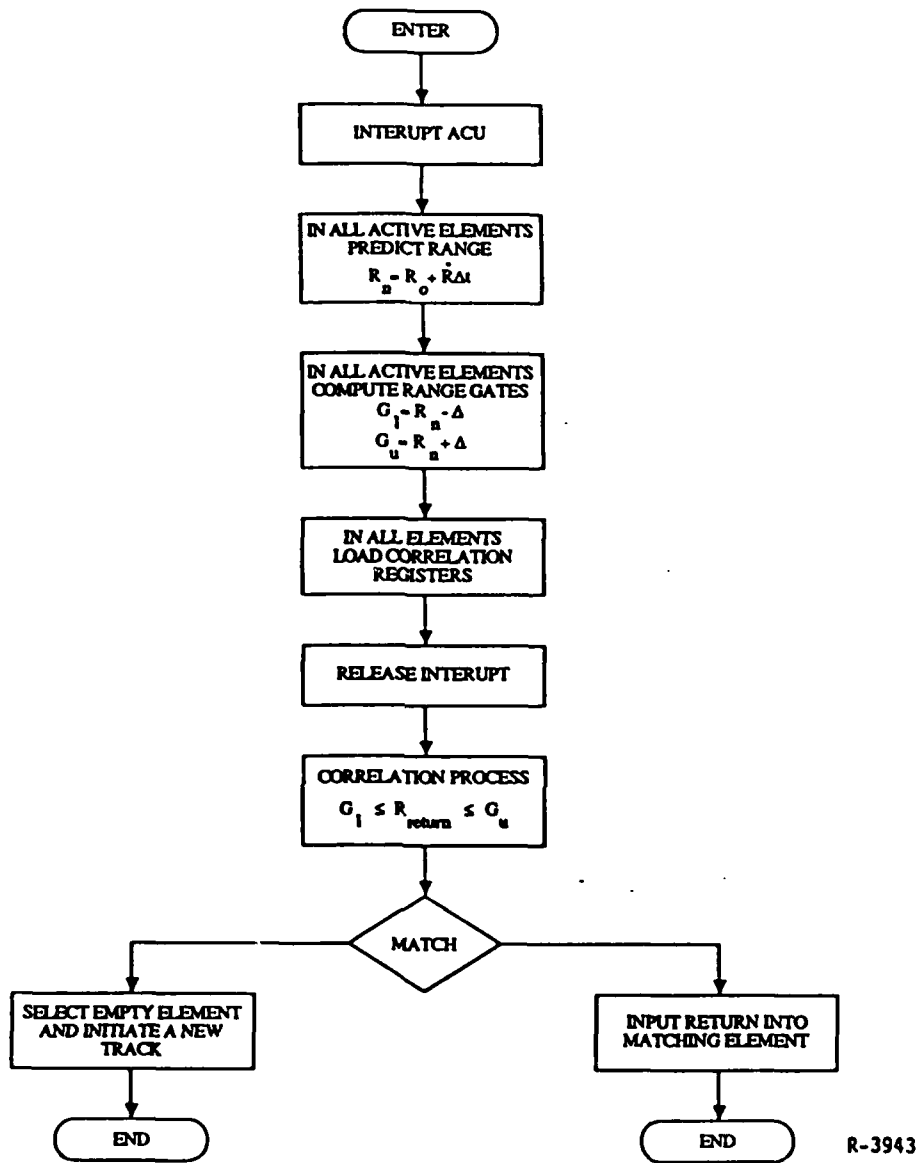 ENTER
INTERUPT ACU
IN ALL ACTIVE ELEMENTS
PREDICT RANGE
Rn = Ro + ṘΔt
IN ALL ACTIVE ELEMENTS
COMPUTE RANGE GATES
Gl = Rn - Δ
Gu = Rn + Δ
IN ALL ELEMENTS
LOAD CORRELATION
REGISTERS
RELEASE INTERUPT
CORRELATION PROCESS
Gl ≤ Rreturn ≤ Gu
MATCH
SELECT EMPTY ELEMENT
AND INITIATE A NEW
TRACK
INPUT RETURN INTO
MATCHING ELEMENT
END
END
R-3943